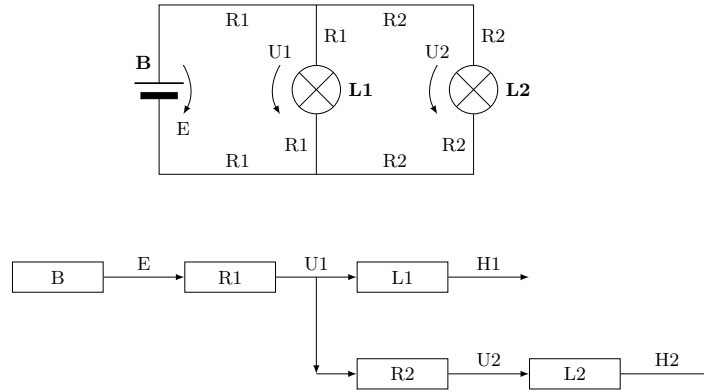 R1 R2
R1 R2
B U1 U2
L1 L2
E
R1 R2
R1 R2
E U1 H1
B R1 L1
U2 H2
R2 L2